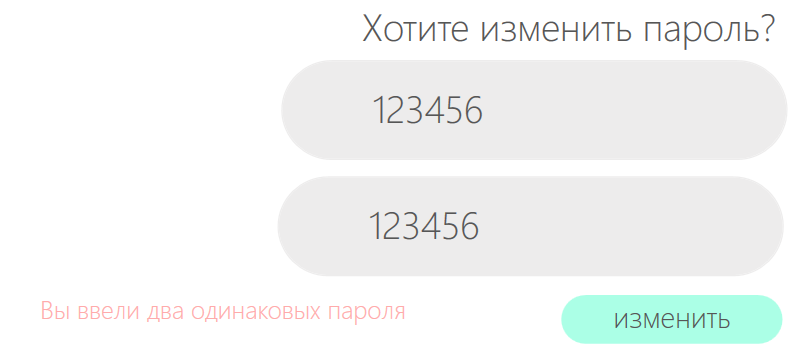 Хотите изменить пароль?
123456
123456
Вы ввели два одинаковых пароля
изменить